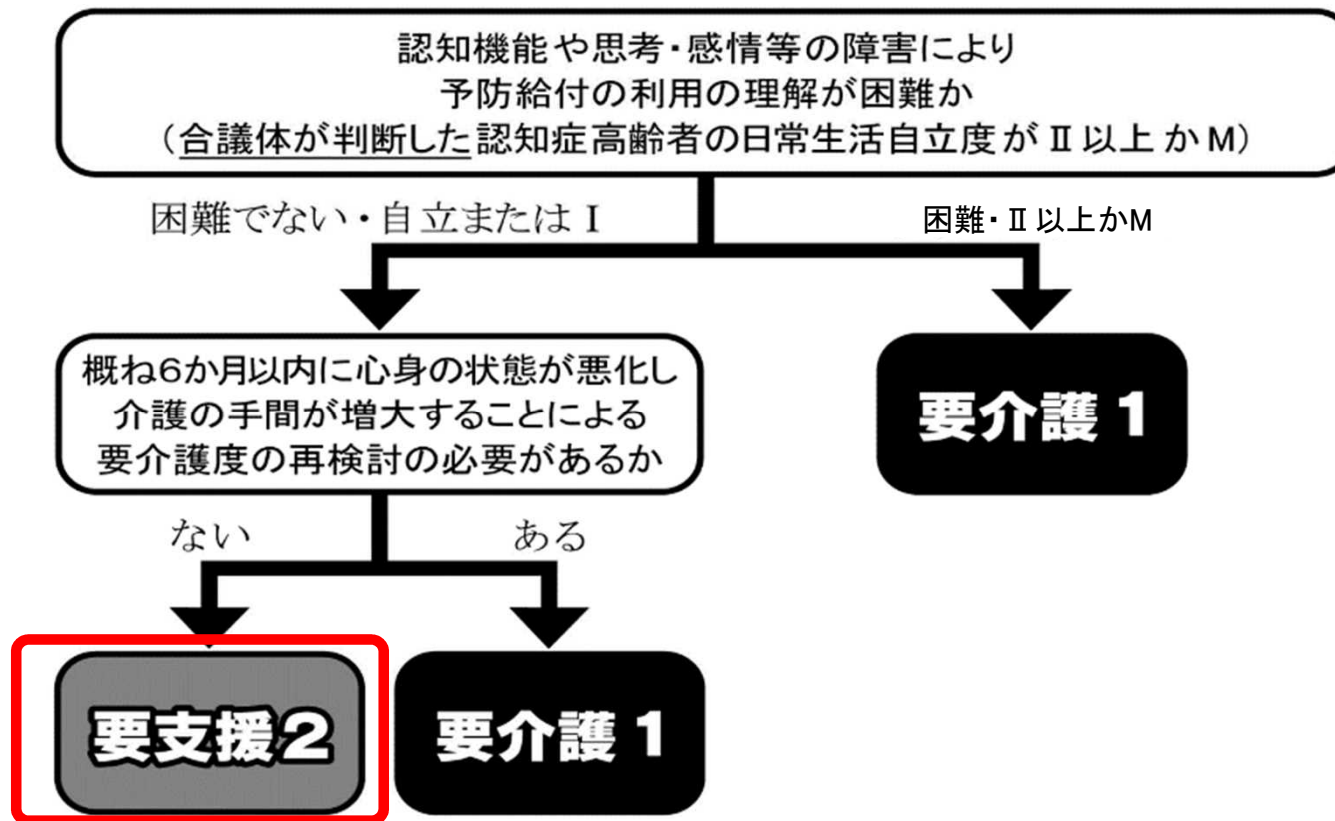 認知機能や思考・感情等の障害により
予防給付の利用の理解が困難か
（合議体が判断した認知症高齢者の日常生活自立度がⅡ以上かM）
困難でない・自立またはⅠ
困難・Ⅱ以上かM
概ね6か月以内に心身の状態が悪化し
介護の手間が増大することによる
要介護度の再検討の必要があるか
要介護1
ない
ある
要支援2
要介護1